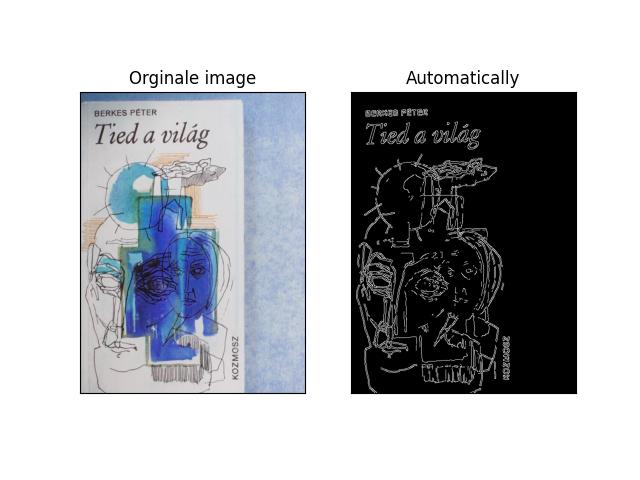 Orginale image
Automatically
BERKES PÉTER
Tied a világ
KOZMOSZ
BERKES PÉTER
Tied a világ
KOZMOSZ